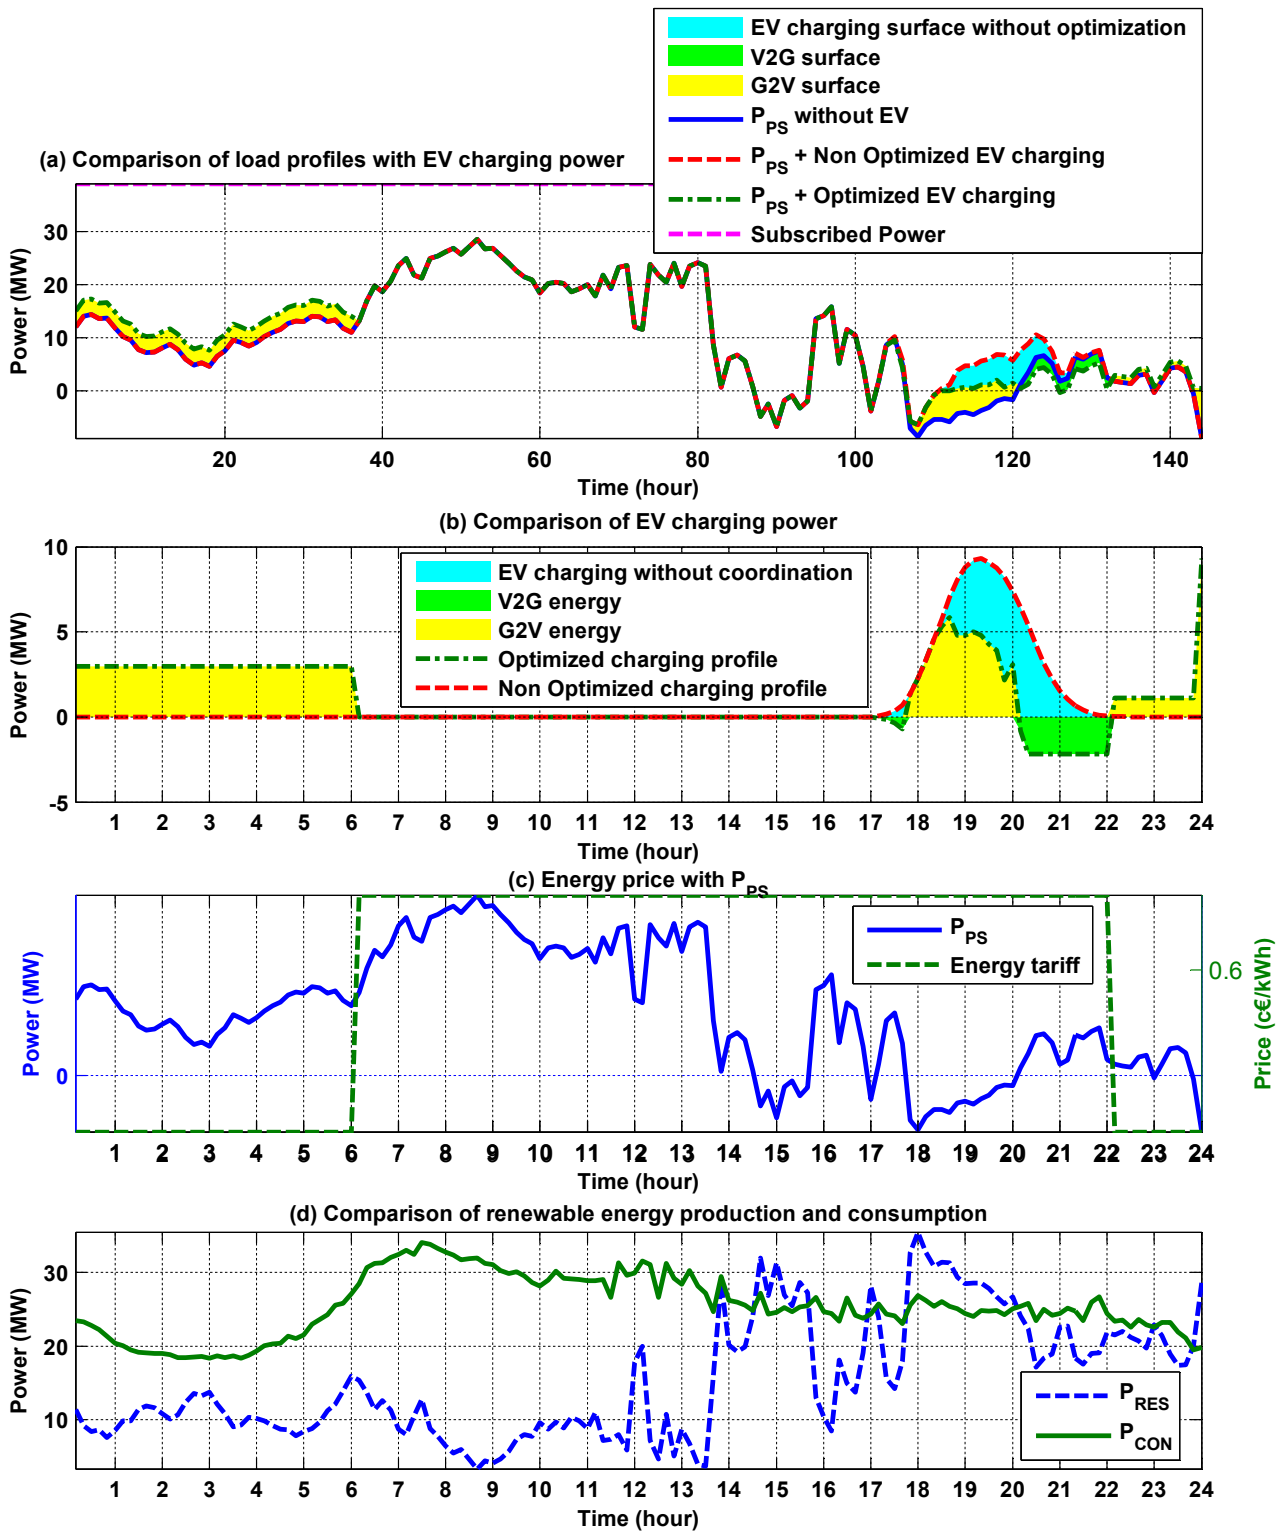 EV charging surface without optimization
V2G surface
G2V surface
P_PS without EV
P_PS + Non Optimized EV charging
P_PS + Optimized EV charging
Subscribed Power
(a) Comparison of load profiles with EV charging power
Power (MW)
30
20
10
0
20 40 60 80 100 120 140
Time (hour)
(b) Comparison of EV charging power
Power (MW)
10
5
0
-5
EV charging without coordination
V2G energy
G2V energy
Optimized charging profile
Non Optimized charging profile
1 2 3 4 5 6 7 8 9 10 11 12 13 14 15 16 17 18 19 20 21 22 23 24
Time (hour)
(c) Energy price with P_PS
Power (MW)
0
P_PS
Energy tariff
0.6
Price (c€/kWh)
1 2 3 4 5 6 7 8 9 10 11 12 13 14 15 16 17 18 19 20 21 22 23 24
Time (hour)
(d) Comparison of renewable energy production and consumption
Power (MW)
30
20
10
P_RES
P_CON
1 2 3 4 5 6 7 8 9 10 11 12 13 14 15 16 17 18 19 20 21 22 23 24
Time (hour)